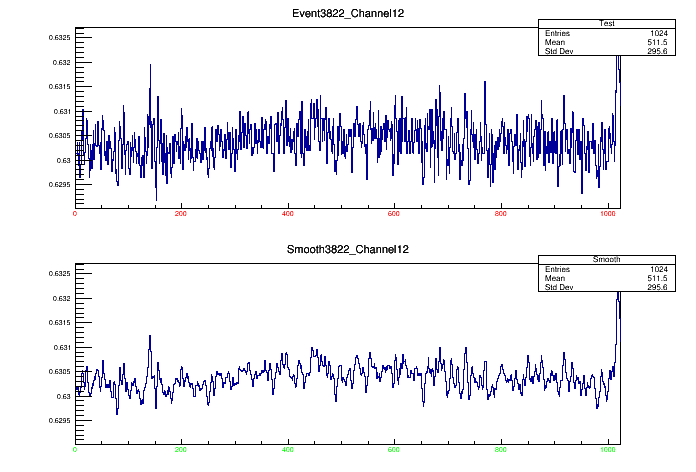 Event3822_Channel12
Test
Entries 1024
Mean 511.5
Std Dev 295.6
0.6325
0.632
0.6315
0.631
0.6305
0.63
0.6295
0 200 400 600 800 1000
Smooth3822_Channel12
Smooth
Entries 1024
Mean 511.5
Std Dev 295.6
0.6325
0.632
0.6315
0.631
0.6305
0.63
0.6295
0 200 400 600 800 1000